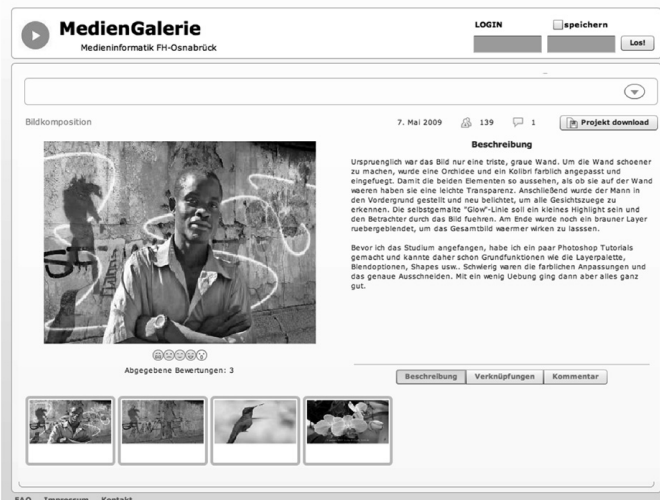 MedienGalerie
Medieninformatik FH-Osnabrück
LOGIN
speichern
Los!
Bildkomposition
7. Mai 2009
139
1
Projekt download
Beschreibung
Urspruenglich war das Bild nur eine triste, graue Wand. Um die Wand schoener
zu machen, wurde eine Orchidee und ein Kolibri farblich angepasst und
eingefuegt. Damit die beiden Elementen so aussehen, als ob sie auf der Wand
waeren haben sie eine leichte Transparenz. Anschließend wurde der Mann in
den Vordergrund gestellt und neu belichtet, um alle Gesichtszuege zu
erkennen. Die selbstgemalte "Glow"-Linie soll ein kleines Highlight sein und
den Betrachter durch das Bild fuehren. Am Ende wurde noch ein brauner Layer
rueberge­blendet, um das Gesamtbild waermer wirken zu lasssen.
Bevor ich das Studium angefangen, habe ich ein paar Photoshop Tutorials
gemacht und kannte daher schon Grundfunktionen wie die Layerpalette,
Blendoptionen, Shapes usw.. Schwierig waren die farblichen Anpassungen und
das genaue Ausschneiden. Mit ein wenig Uebung ging dann aber alles ganz
gut.
Abgegebene Bewertungen: 3
Beschreibung
Verknüpfungen
Kommentar
FAQ Impressum Kontakt